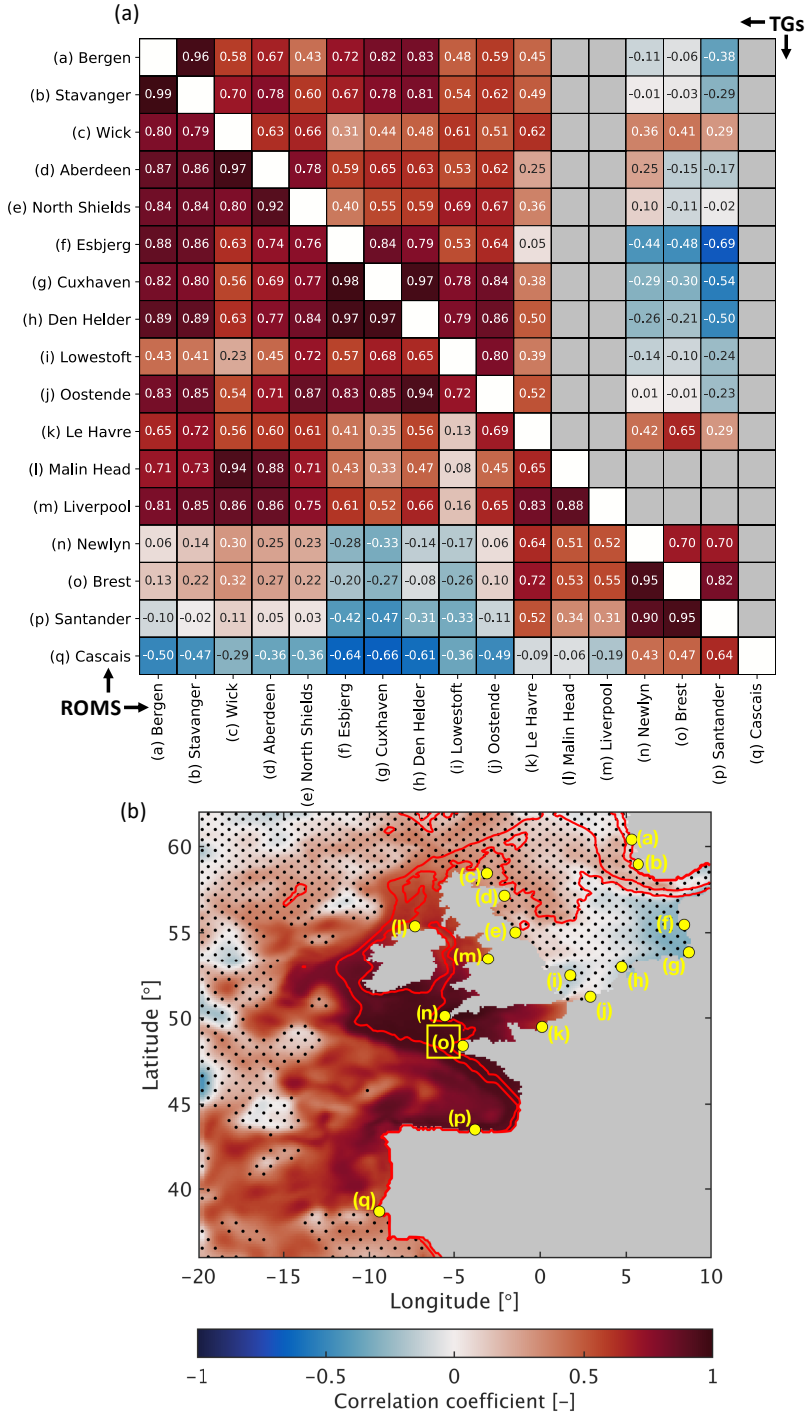 (a)
TGs
(a) Bergen 0.96 0.58 0.67 0.43 0.72 0.82 0.83 0.48 0.59 0.45 -0.11 -0.06 -0.38
(b) Stavanger 0.99 0.70 0.78 0.60 0.67 0.78 0.81 0.54 0.62 0.49 -0.01 -0.03 -0.29
(c) Wick 0.80 0.79 0.63 0.66 0.31 0.44 0.48 0.61 0.51 0.62 0.36 0.41 0.29
(d) Aberdeen 0.87 0.86 0.97 0.78 0.59 0.65 0.63 0.53 0.62 0.25 0.25 -0.15 -0.17
(e) North Shields 0.84 0.84 0.80 0.92 0.40 0.55 0.59 0.69 0.67 0.36 0.10 -0.11 -0.02
(f) Esbjerg 0.88 0.86 0.63 0.74 0.76 0.84 0.79 0.53 0.64 0.05 -0.44 -0.48 -0.69
(g) Cuxhaven 0.82 0.80 0.56 0.69 0.77 0.98 0.97 0.78 0.84 0.38 -0.29 -0.30 -0.54
(h) Den Helder 0.89 0.89 0.63 0.77 0.84 0.97 0.97 0.79 0.86 0.50 -0.26 -0.21 -0.50
(i) Lowestoft 0.43 0.41 0.23 0.45 0.72 0.57 0.68 0.65 0.80 0.39 -0.14 -0.10 -0.24
(j) Oostende 0.83 0.85 0.54 0.71 0.87 0.83 0.85 0.94 0.72 0.52 0.01 -0.01 -0.23
(k) Le Havre 0.65 0.72 0.56 0.60 0.61 0.41 0.35 0.56 0.13 0.69 0.42 0.65 0.29
(l) Malin Head 0.71 0.73 0.94 0.88 0.71 0.43 0.33 0.47 0.08 0.45 0.65
(m) Liverpool 0.81 0.85 0.86 0.86 0.75 0.61 0.52 0.66 0.16 0.65 0.83 0.88
(n) Newlyn 0.06 0.14 0.30 0.25 0.23 -0.28 -0.33 -0.14 -0.17 0.06 0.64 0.51 0.52 0.70 0.70
(o) Brest 0.13 0.22 0.32 0.27 0.22 -0.20 -0.27 -0.08 -0.26 0.10 0.72 0.53 0.55 0.95 0.82
(p) Santander -0.10 -0.02 0.11 0.05 0.03 -0.42 -0.47 -0.31 -0.33 -0.11 0.52 0.34 0.31 0.90 0.95
(q) Cascais -0.50 -0.47 -0.29 -0.36 -0.36 -0.64 -0.66 -0.61 -0.36 -0.49 -0.09 -0.06 -0.19 0.43 0.47 0.64
ROMS
(a) Bergen
(b) Stavanger
(c) Wick
(d) Aberdeen
(e) North Shields
(f) Esbjerg
(g) Cuxhaven
(h) Den Helder
(i) Lowestoft
(j) Oostende
(k) Le Havre
(l) Malin Head
(m) Liverpool
(n) Newlyn
(o) Brest
(p) Santander
(q) Cascais
(b)
60
55
50
45
40
Latitude [°]
(a)
(b)
(c)
(d)
(e)
(f)
(g)
(h)
(i)
(j)
(k)
(l)
(m)
(n)
(o)
(p)
(q)
−20 −15 −10 −5 0 5 10
Longitude [°]
−1 −0.5 0 0.5 1
Correlation coefficient [–]